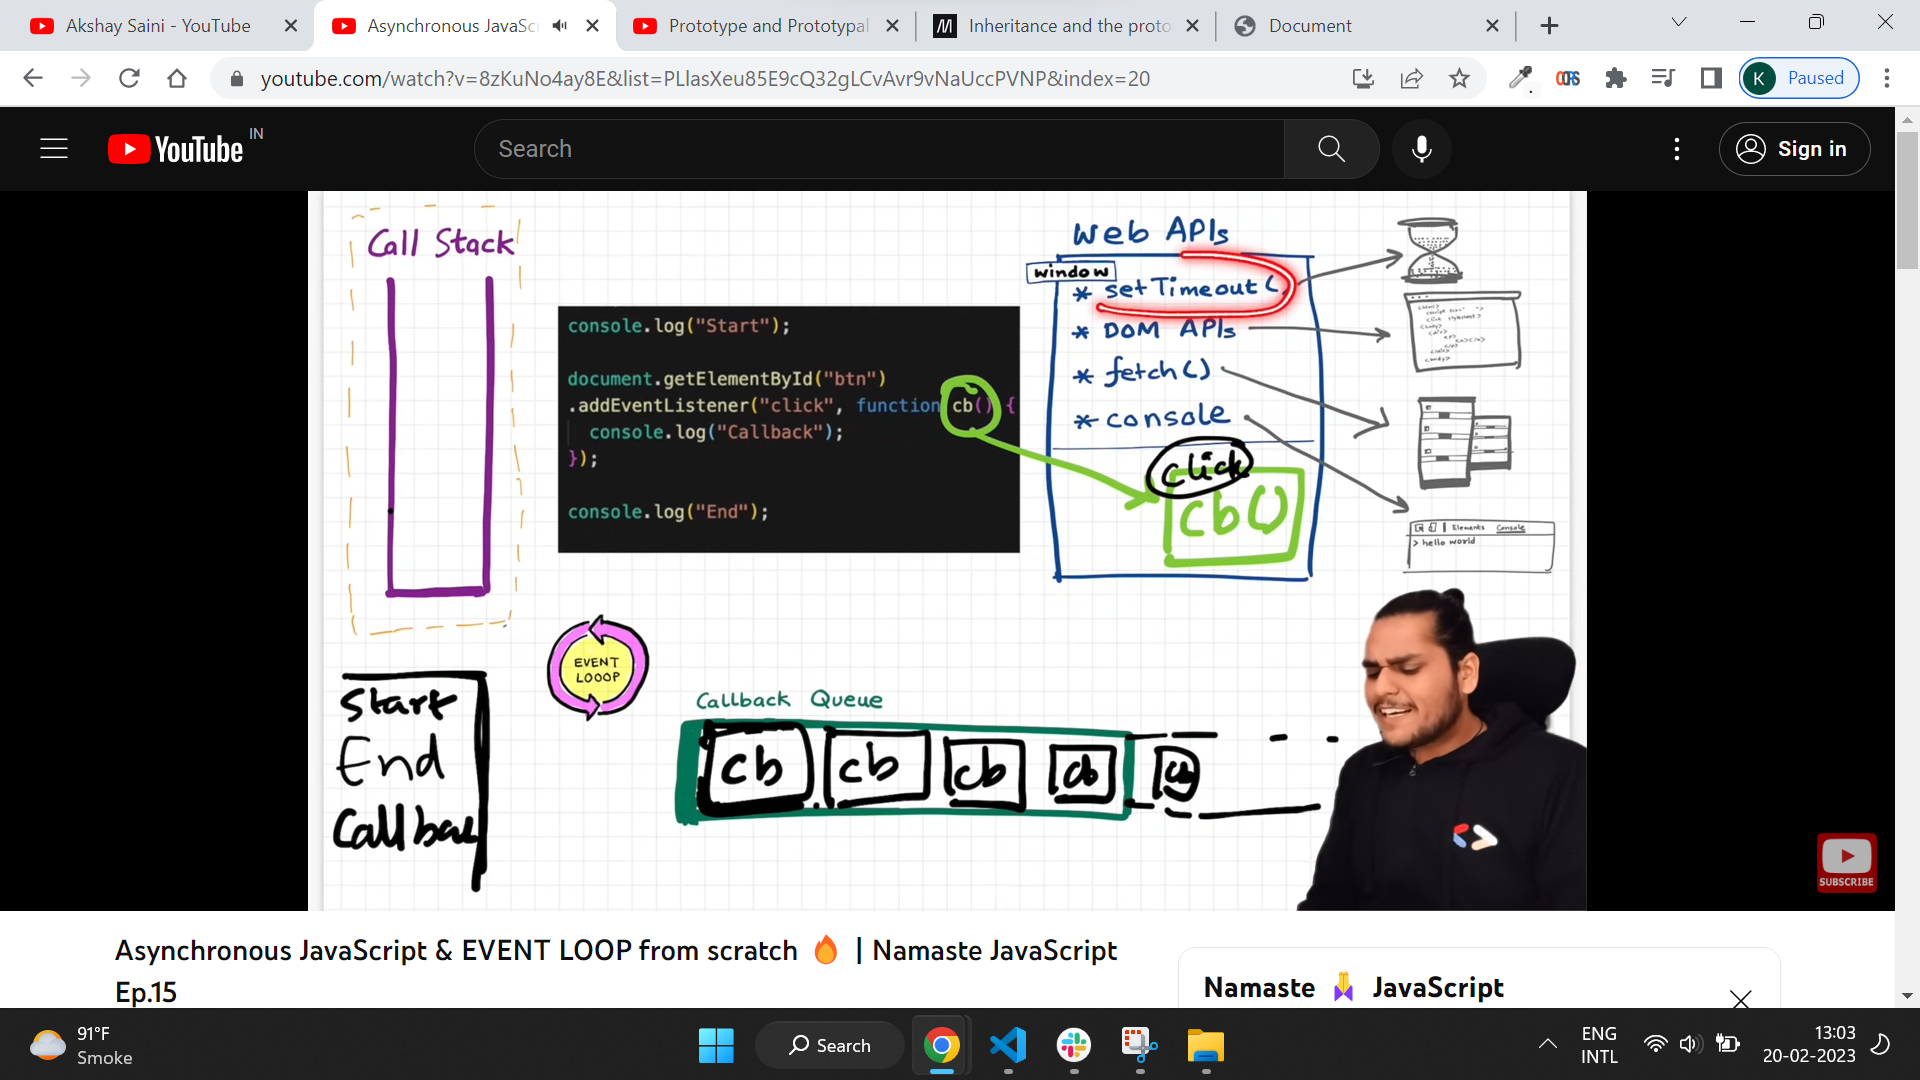 Akshay Saini - YouTube
Asynchronous JavaSc
Prototype and Prototypal
Inheritance and the proto
Document
youtube.com/watch?v=8zKuNo4ay8E&list=PLlasXeu85E9cQ32gLCvAvr9vNaUccPVNP&index=20
CORS
K
Paused
YouTube
IN
Search
Sign in
Call Stack
console.log("Start");
document.getElementById("btn")
.addEventListener("click", function cb() {
console.log("Callback");
});
console.log("End");
Web APIs
window
* setTimeout()
* DOM APIs
* fetch()
* console
click
cb()
Elements Console
> hello world
EVENT
LOOOP
Start
End
Callbac
Callback Queue
cb cb cb cb cb
SUBSCRIBE
Asynchronous JavaScript & EVENT LOOP from scratch 🔥 | Namaste JavaScript
Ep.15
Namaste 🙏 JavaScript
91°F
Smoke
Search
ENG
INTL
13:03
20-02-2023